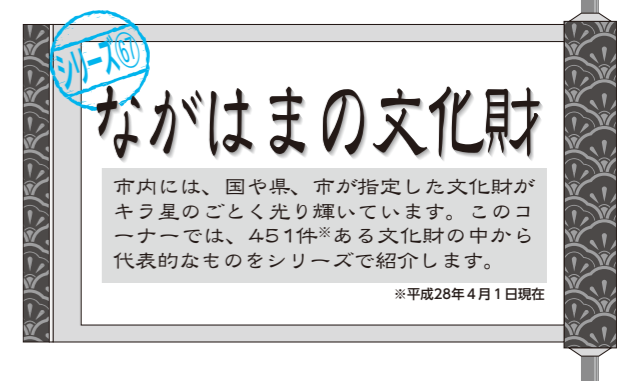 シリーズ67
ながはまの文化財
市内には、国や県、市が指定した文化財が
キラ星のごとく光り輝いています。このコ
ーナーでは、451件※ある文化財の中から
代表的なものをシリーズで紹介します。
※平成28年4月1日現在